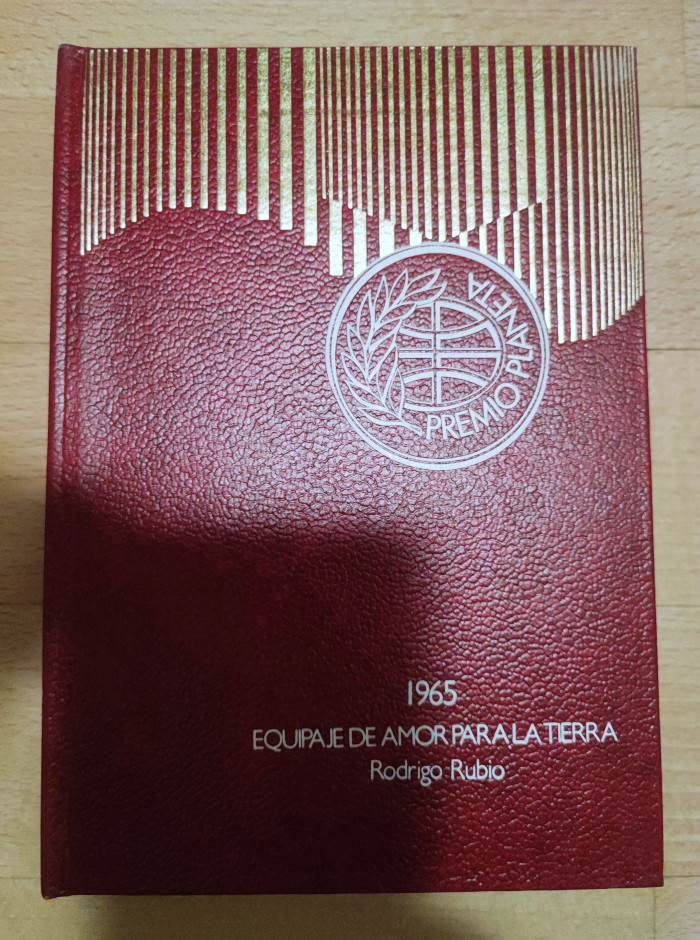 PREMIO PLANETA
1965
EQUIPAJE DE AMOR PARA LA TIERRA
Rodrigo Rubio